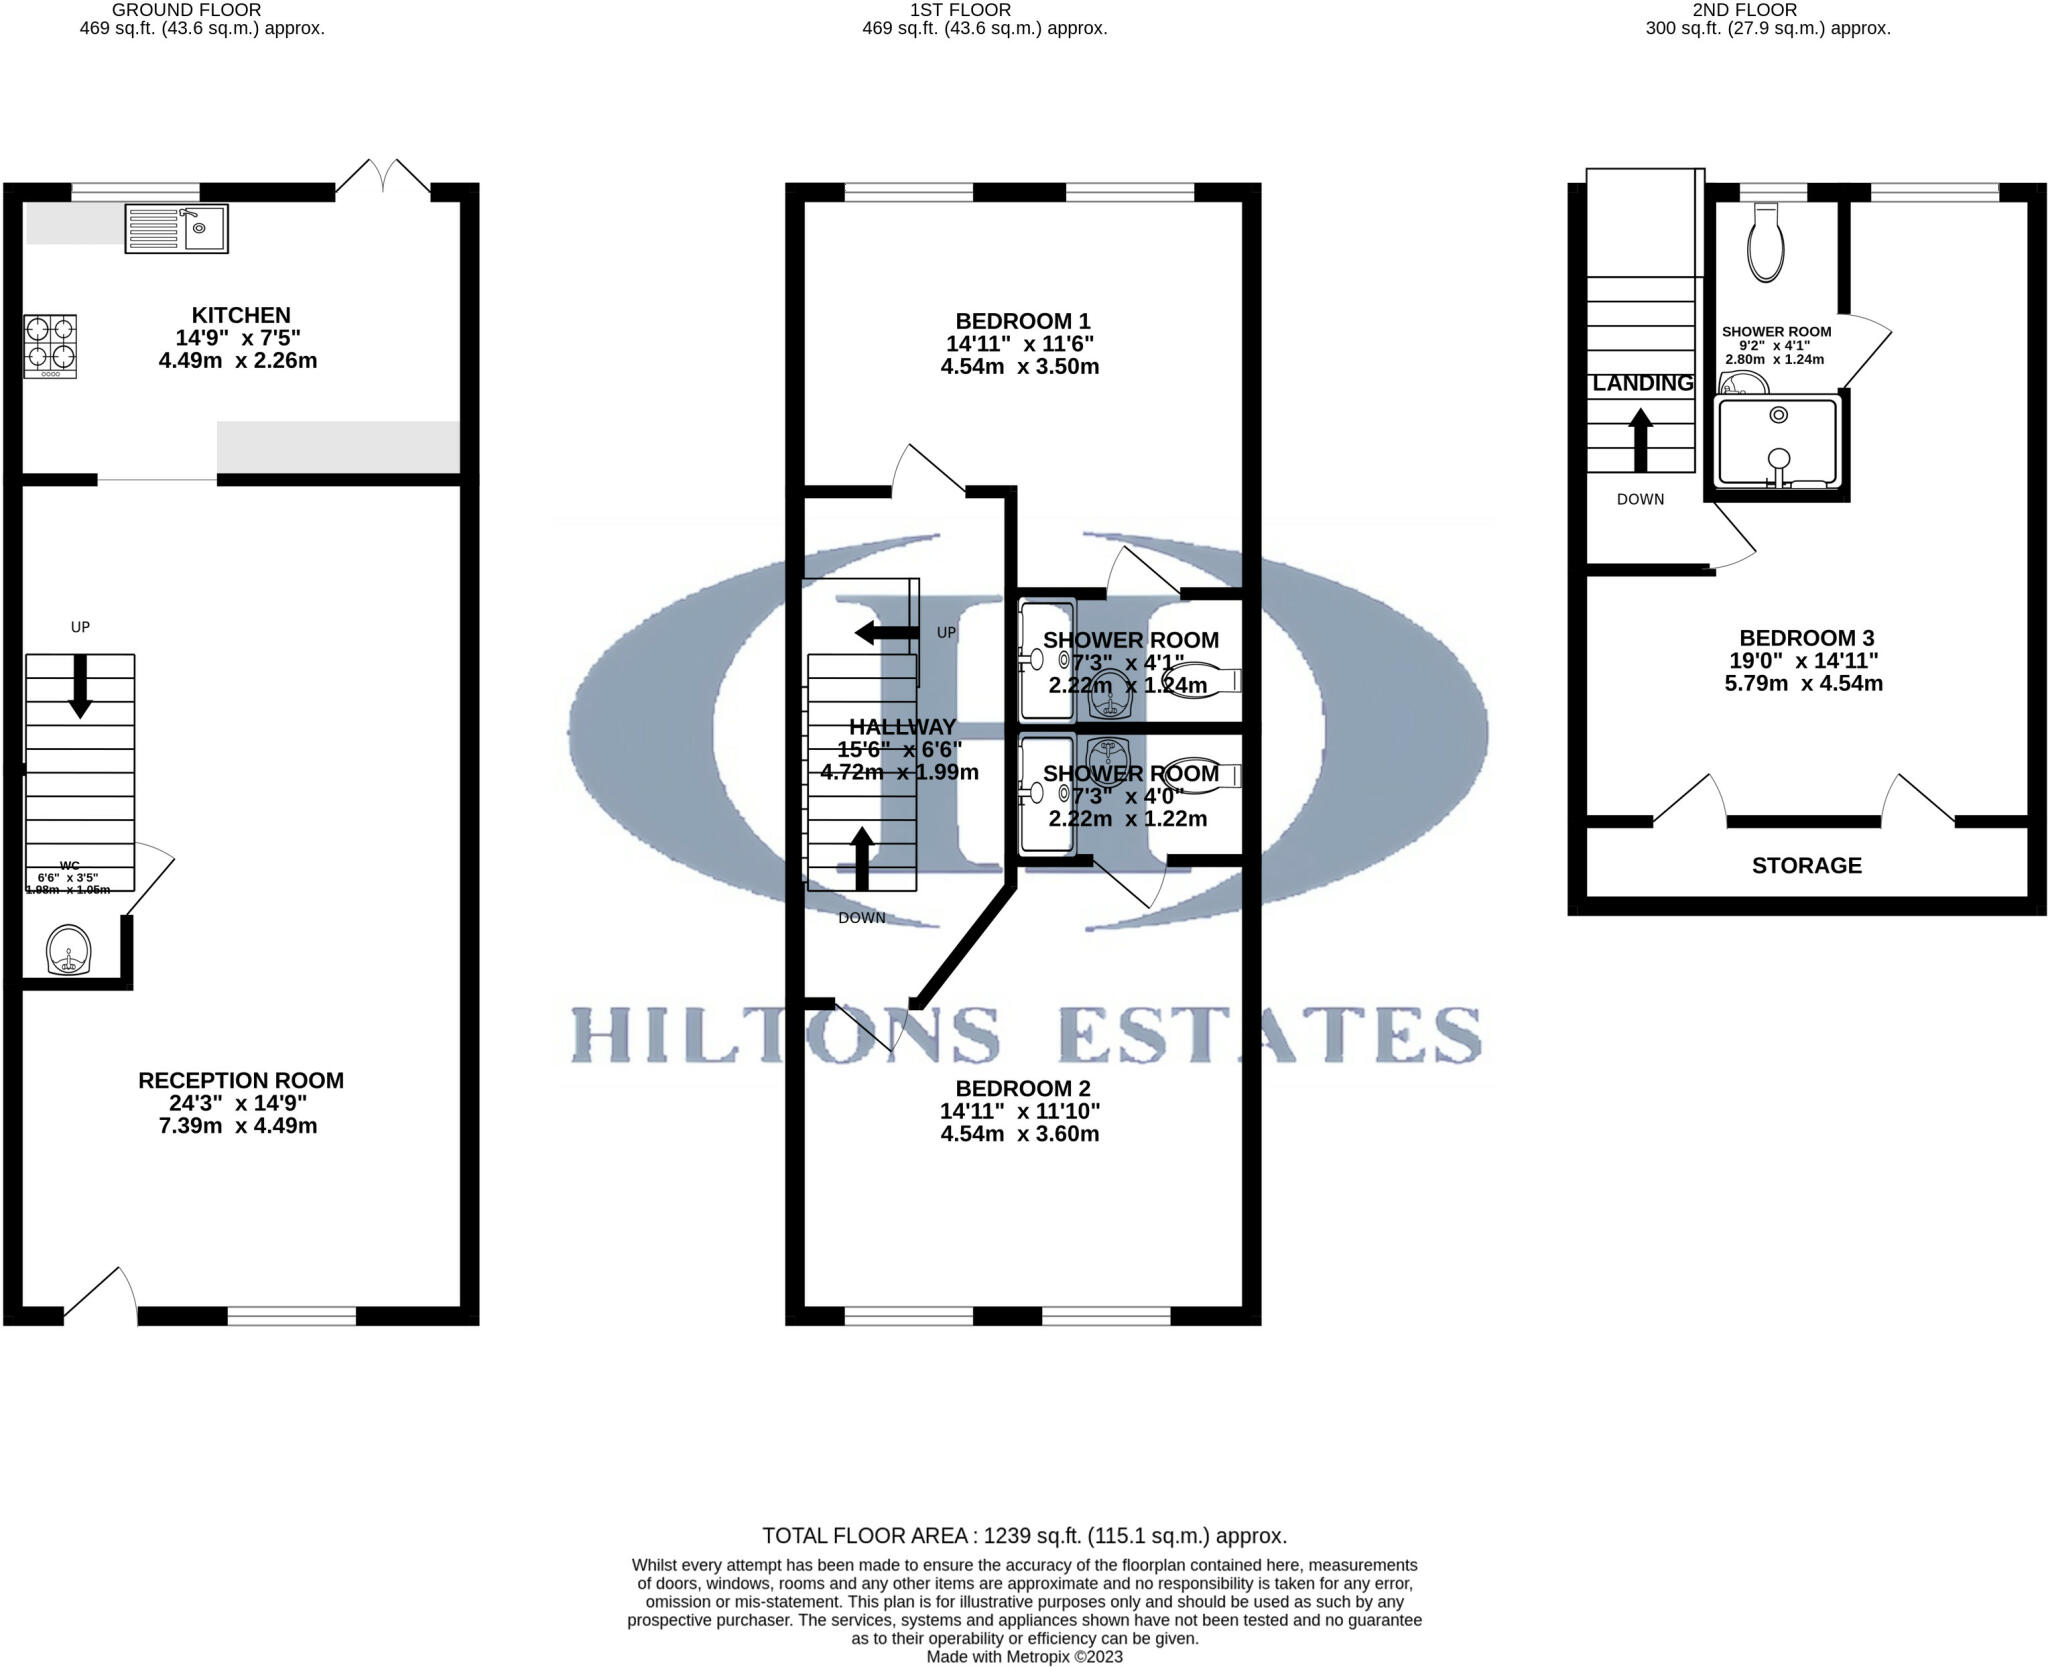 GROUND FLOOR
469 sq.ft. (43.6 sq.m.) approx.
1ST FLOOR
469 sq.ft. (43.6 sq.m.) approx.
2ND FLOOR
300 sq.ft. (27.9 sq.m.) approx.
KITCHEN
14'9" x 7'5"
4.49m x 2.26m
UP
WC
6'6" x 3'5"
1.98m x 1.05m
RECEPTION ROOM
24'3" x 14'9"
7.39m x 4.49m
BEDROOM 1
14'11" x 11'6"
4.54m x 3.50m
UP
SHOWER ROOM
7'3" x 4'1"
2.22m x 1.24m
HALLWAY
15'6" x 6'6"
4.72m x 1.99m
SHOWER ROOM
7'3" x 4'0"
2.22m x 1.22m
DOWN
HILTONS ESTATES
BEDROOM 2
14'11" x 11'10"
4.54m x 3.60m
SHOWER ROOM
9'2" x 4'1"
2.80m x 1.24m
LANDING
DOWN
BEDROOM 3
19'0" x 14'11"
5.79m x 4.54m
STORAGE
TOTAL FLOOR AREA : 1239 sq.ft. (115.1 sq.m.) approx.
Whilst every attempt has been made to ensure the accuracy of the floorplan contained here, measurements
of doors, windows, rooms and any other items are approximate and no responsibility is taken for any error,
omission or mis-statement. This plan is for illustrative purposes only and should be used as such by any
prospective purchaser. The services, systems and appliances shown have not been tested and no guarantee
as to their operability or efficiency can be given.
Made with Metropix ©2023